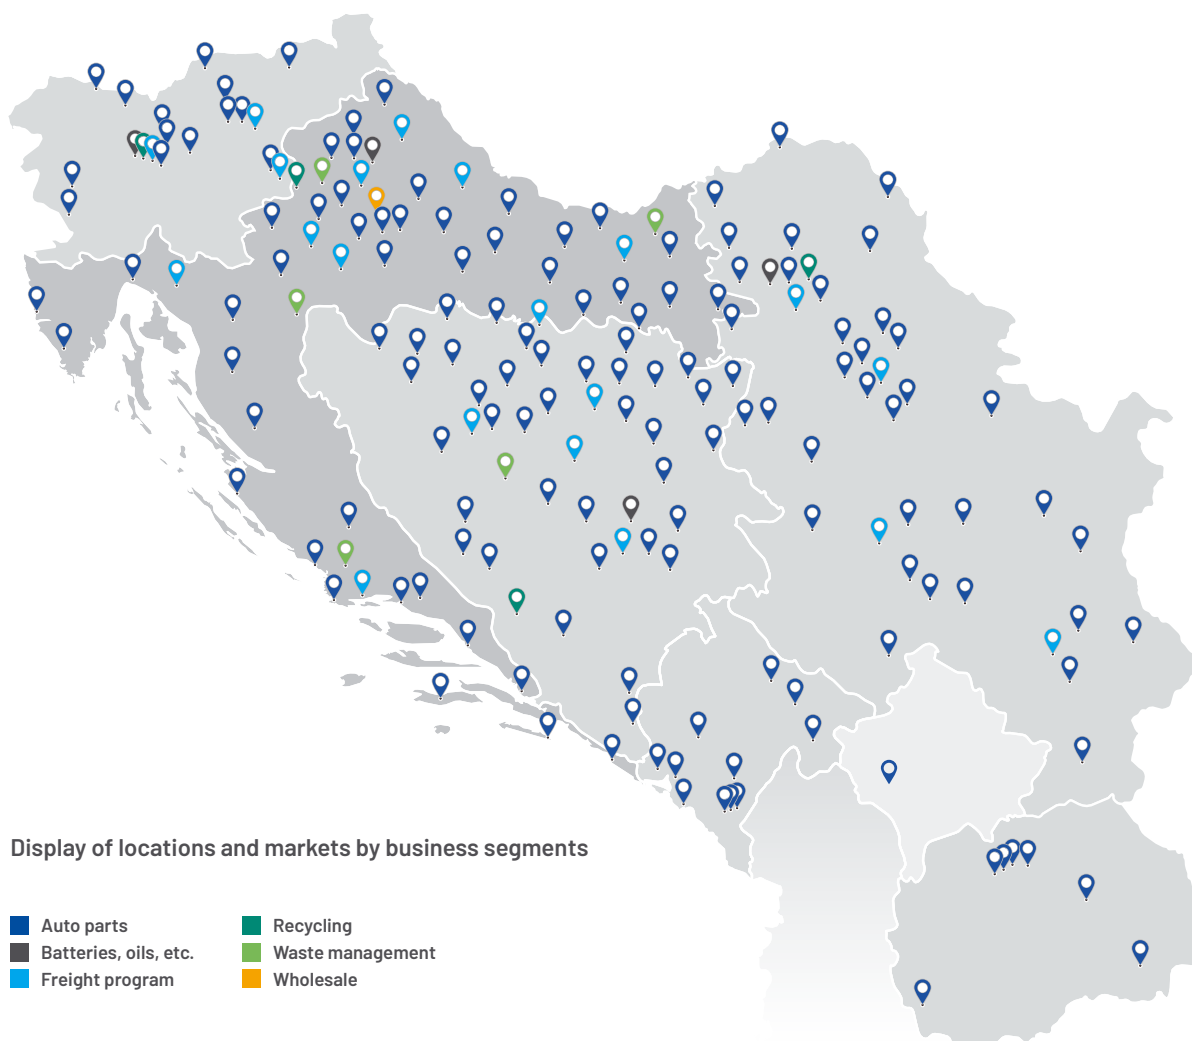 Display of locations and markets by business segments
Auto parts
Batteries, oils, etc.
Freight program
Recycling
Waste management
Wholesale